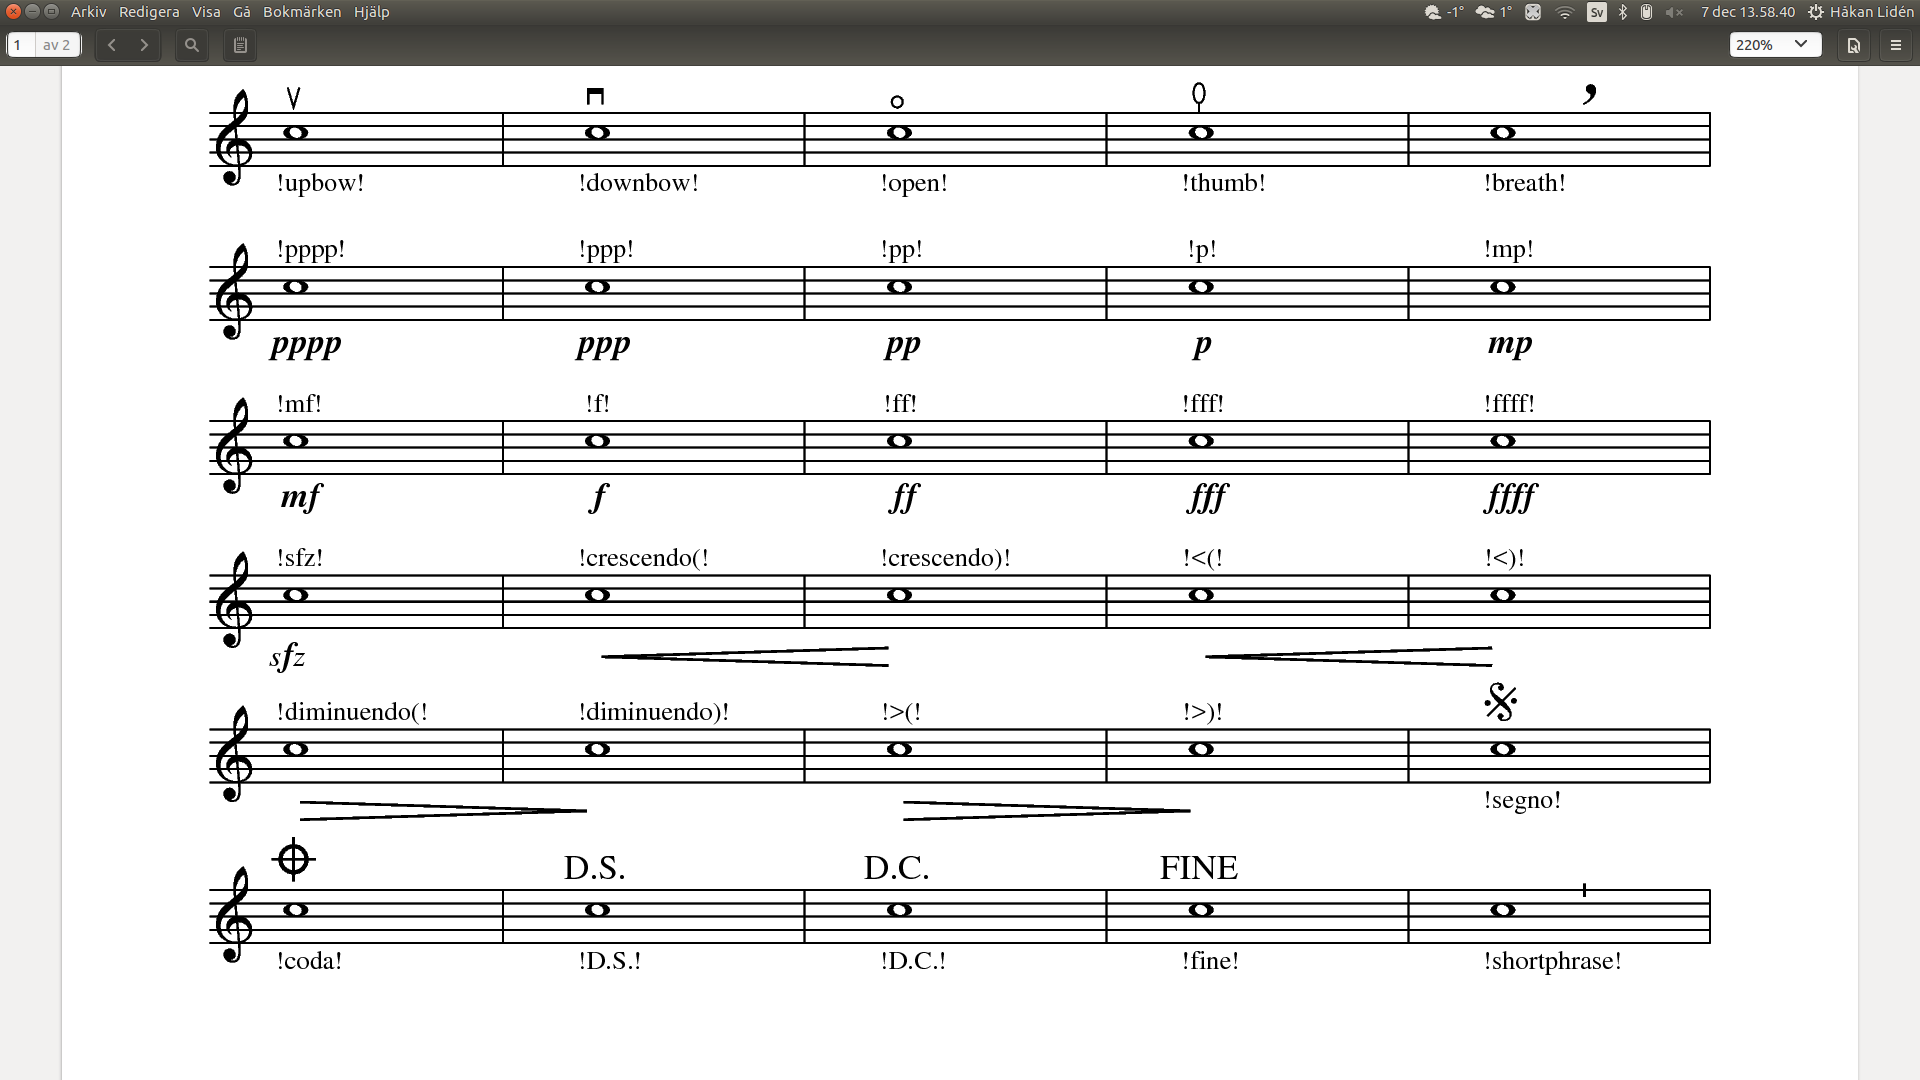 Arkiv Redigera Visa Gå Bokmärken Hjälp -1° 1° Sv 7 dec 13.58.40 Håkan Lidén
1 av 2 220%
!upbow! !downbow! !open! !thumb! !breath!
!pppp! !ppp! !pp! !p! !mp!
pppp ppp pp p mp
!mf! !f! !ff! !fff! !ffff!
mf f ff fff ffff
!sfz! !crescendo(! !crescendo)! !<(! !<)!
sfz
!diminuendo(! !diminuendo)! !>(! !>)!
!segno!
D.S. D.C. FINE
!coda! !D.S.! !D.C.! !fine! !shortphrase!